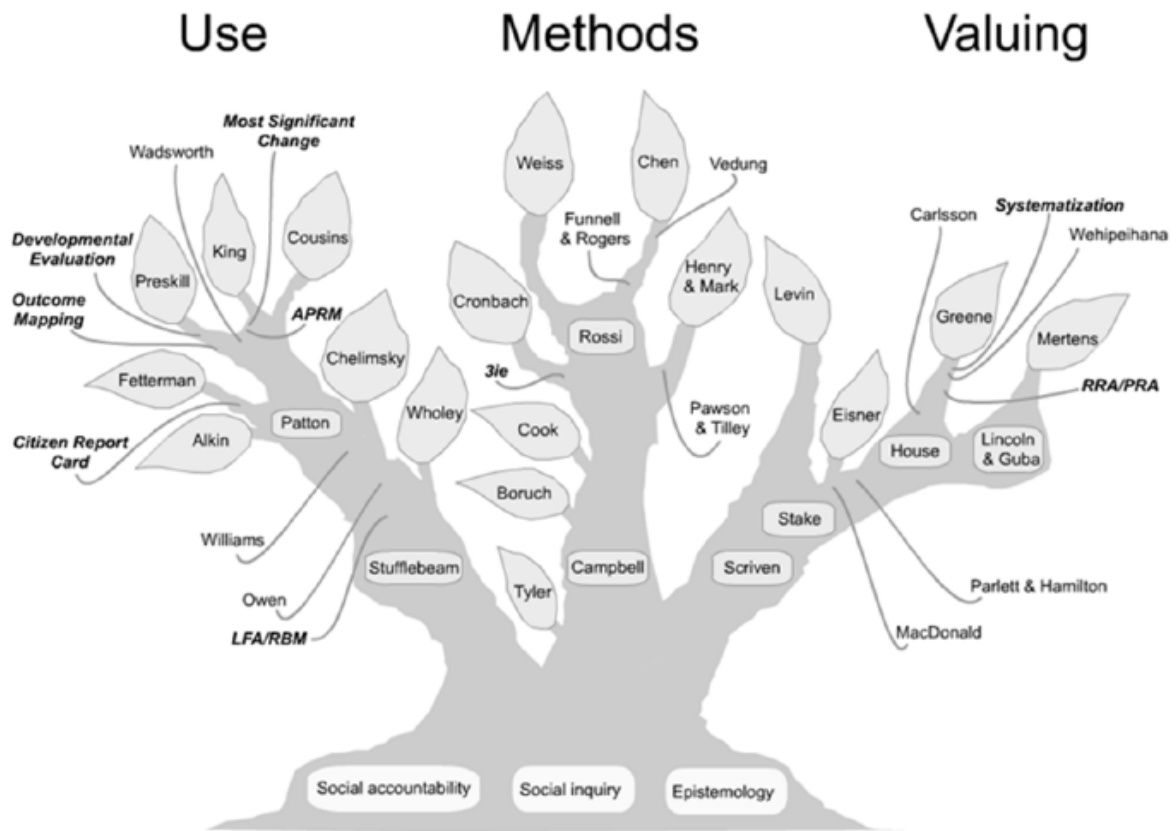 Use
Methods
Valuing
Most Significant
Change
Wadsworth
Developmental
Evaluation
Outcome
Mapping
Preskill
King
Cousins
APRM
Chelimsky
Fetterman
Citizen Report
Card
Alkin
Patton
Wholey
Williams
Owen
LFA/RBM
Stufflebeam
Weiss
Chen
Vedung
Funnell
& Rogers
Cronbach
Henry
& Mark
Rossi
3ie
Cook
Pawson
& Tilley
Boruch
Tyler
Campbell
Levin
Carlsson
Systematization
Wehipeihana
Greene
Mertens
RRA/PRA
Eisner
House
Lincoln
& Guba
Stake
Scriven
Parlett & Hamilton
MacDonald
Social accountability
Social inquiry
Epistemology